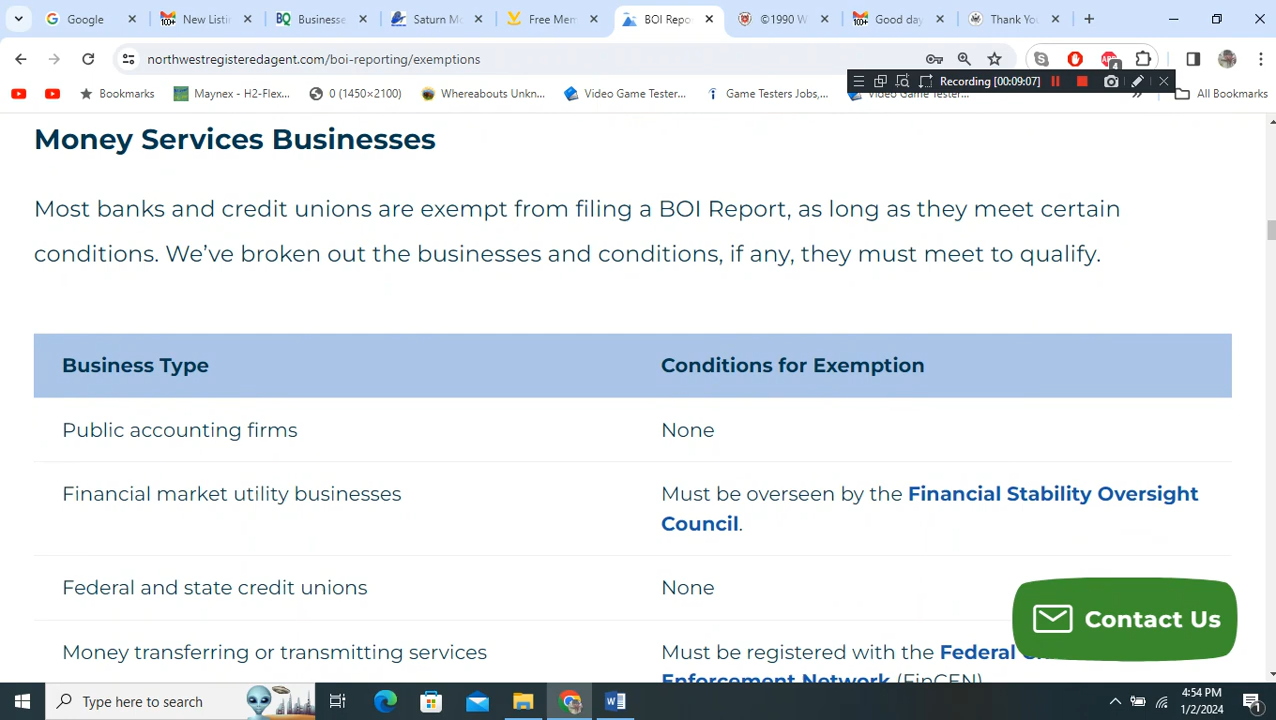 Google
New Listin
Businesse
Saturn Mo
Free Mem
BOI Repo
©1990 W
Good day
Thank You
northwestregisteredagent.com/boi-reporting/exemptions
Recording [00:09:07]
Bookmarks
Maynex - H2-Flex...
0 (1450×2100)
Whereabouts Unkn...
Video Game Tester...
Game Testers Jobs,...
Video Game Tester...
All Bookmarks
Money Services Businesses
Most banks and credit unions are exempt from filing a BOI Report, as long as they meet certain
conditions. We’ve broken out the businesses and conditions, if any, they must meet to qualify.
Business Type Conditions for Exemption
Public accounting firms None
Financial market utility businesses Must be overseen by the Financial Stability Oversight
Council.
Federal and state credit unions None
Contact Us
Money transferring or transmitting services Must be registered with the Federal
Enforcement Network (FinCEN)
Type here to search
4:54 PM
1/2/2024